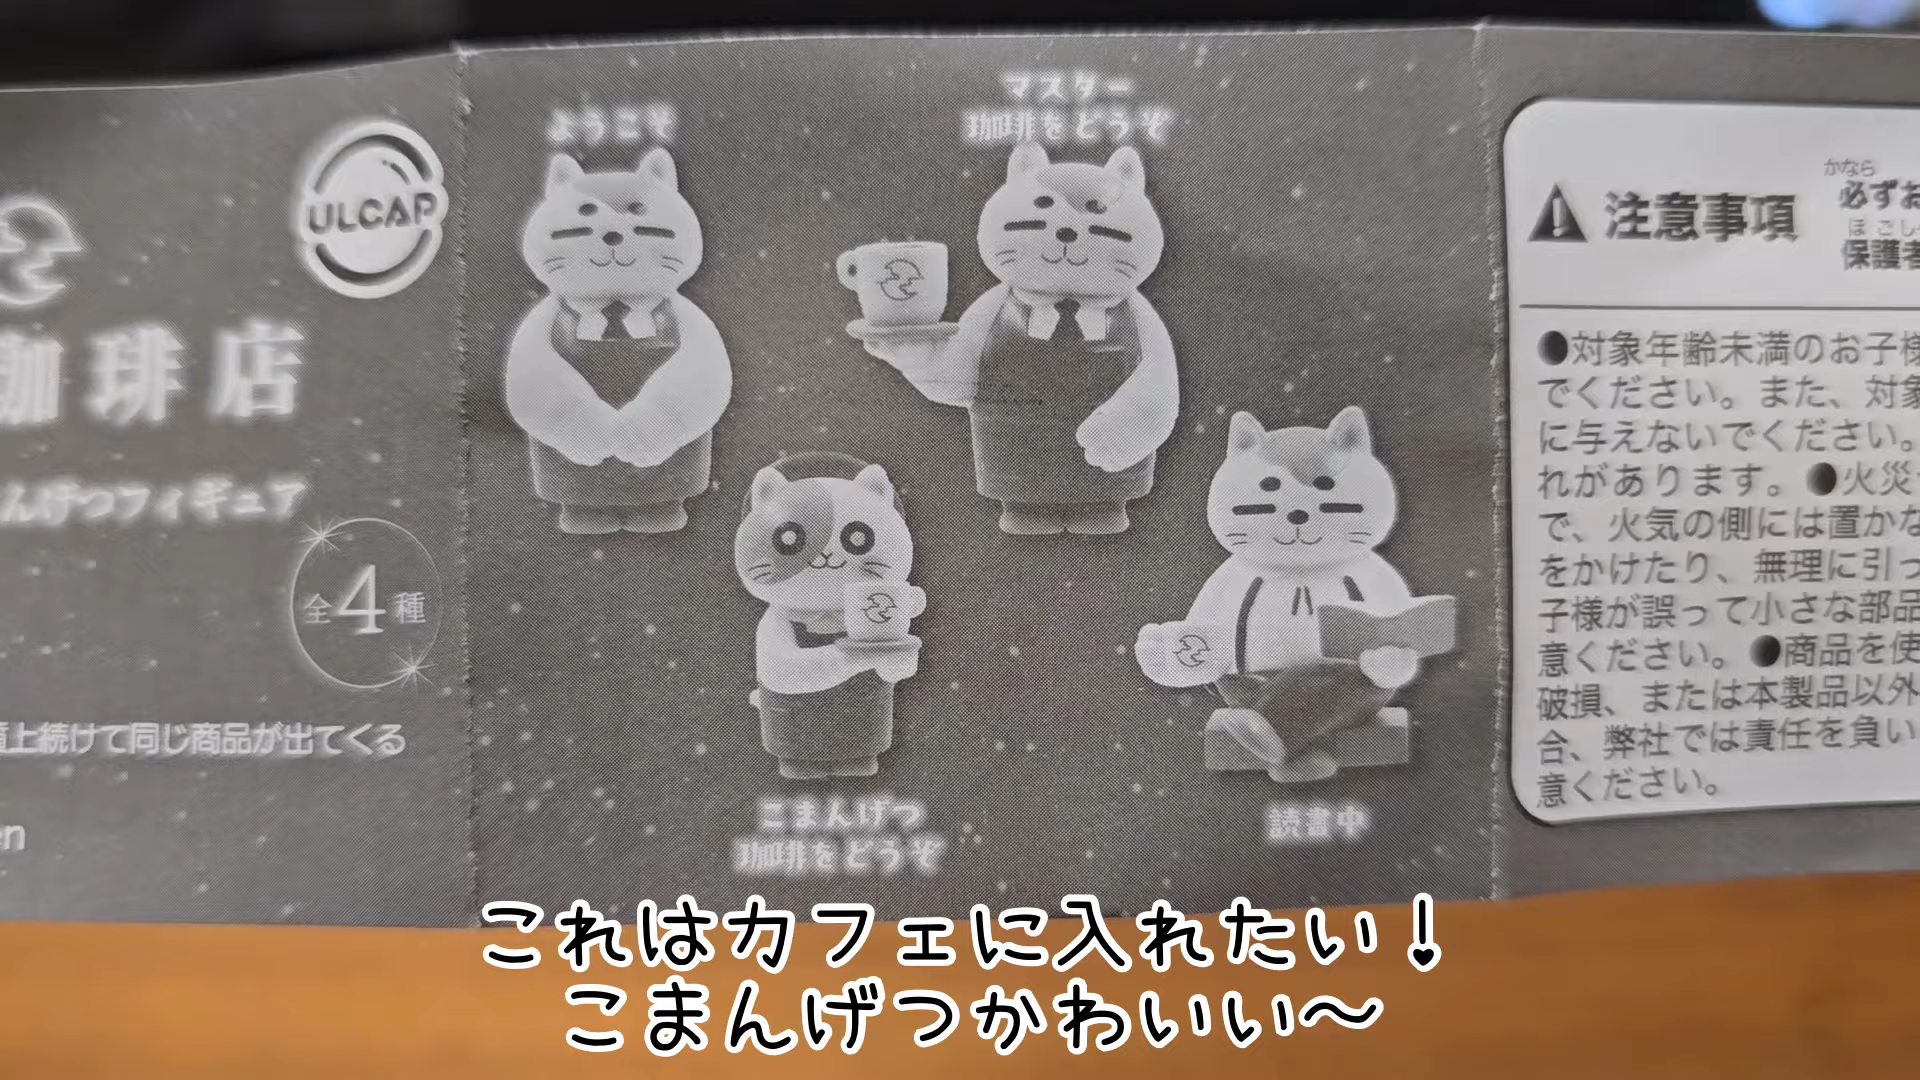 ULCAP
珈琲店
んげつフィギュア
全4種
上続けて同じ商品が出てくる
en
ようこそ
マスター
珈琲をどうぞ
こまんげつ
珈琲をどうぞ
読書中
注意事項
かなら
必ずお
ほごし
保護者
●対象年齢未満のお子様
でください。また、対象
に与えないでください。
れがあります。●火災
で、火気の側には置かな
をかけたり、無理に引っ
子様が誤って小さな部品
意ください。●商品を使
破損、または本製品以外
合、弊社では責任を負い
意ください。
これはカフェに入れたい！
こまんげつかわいい〜